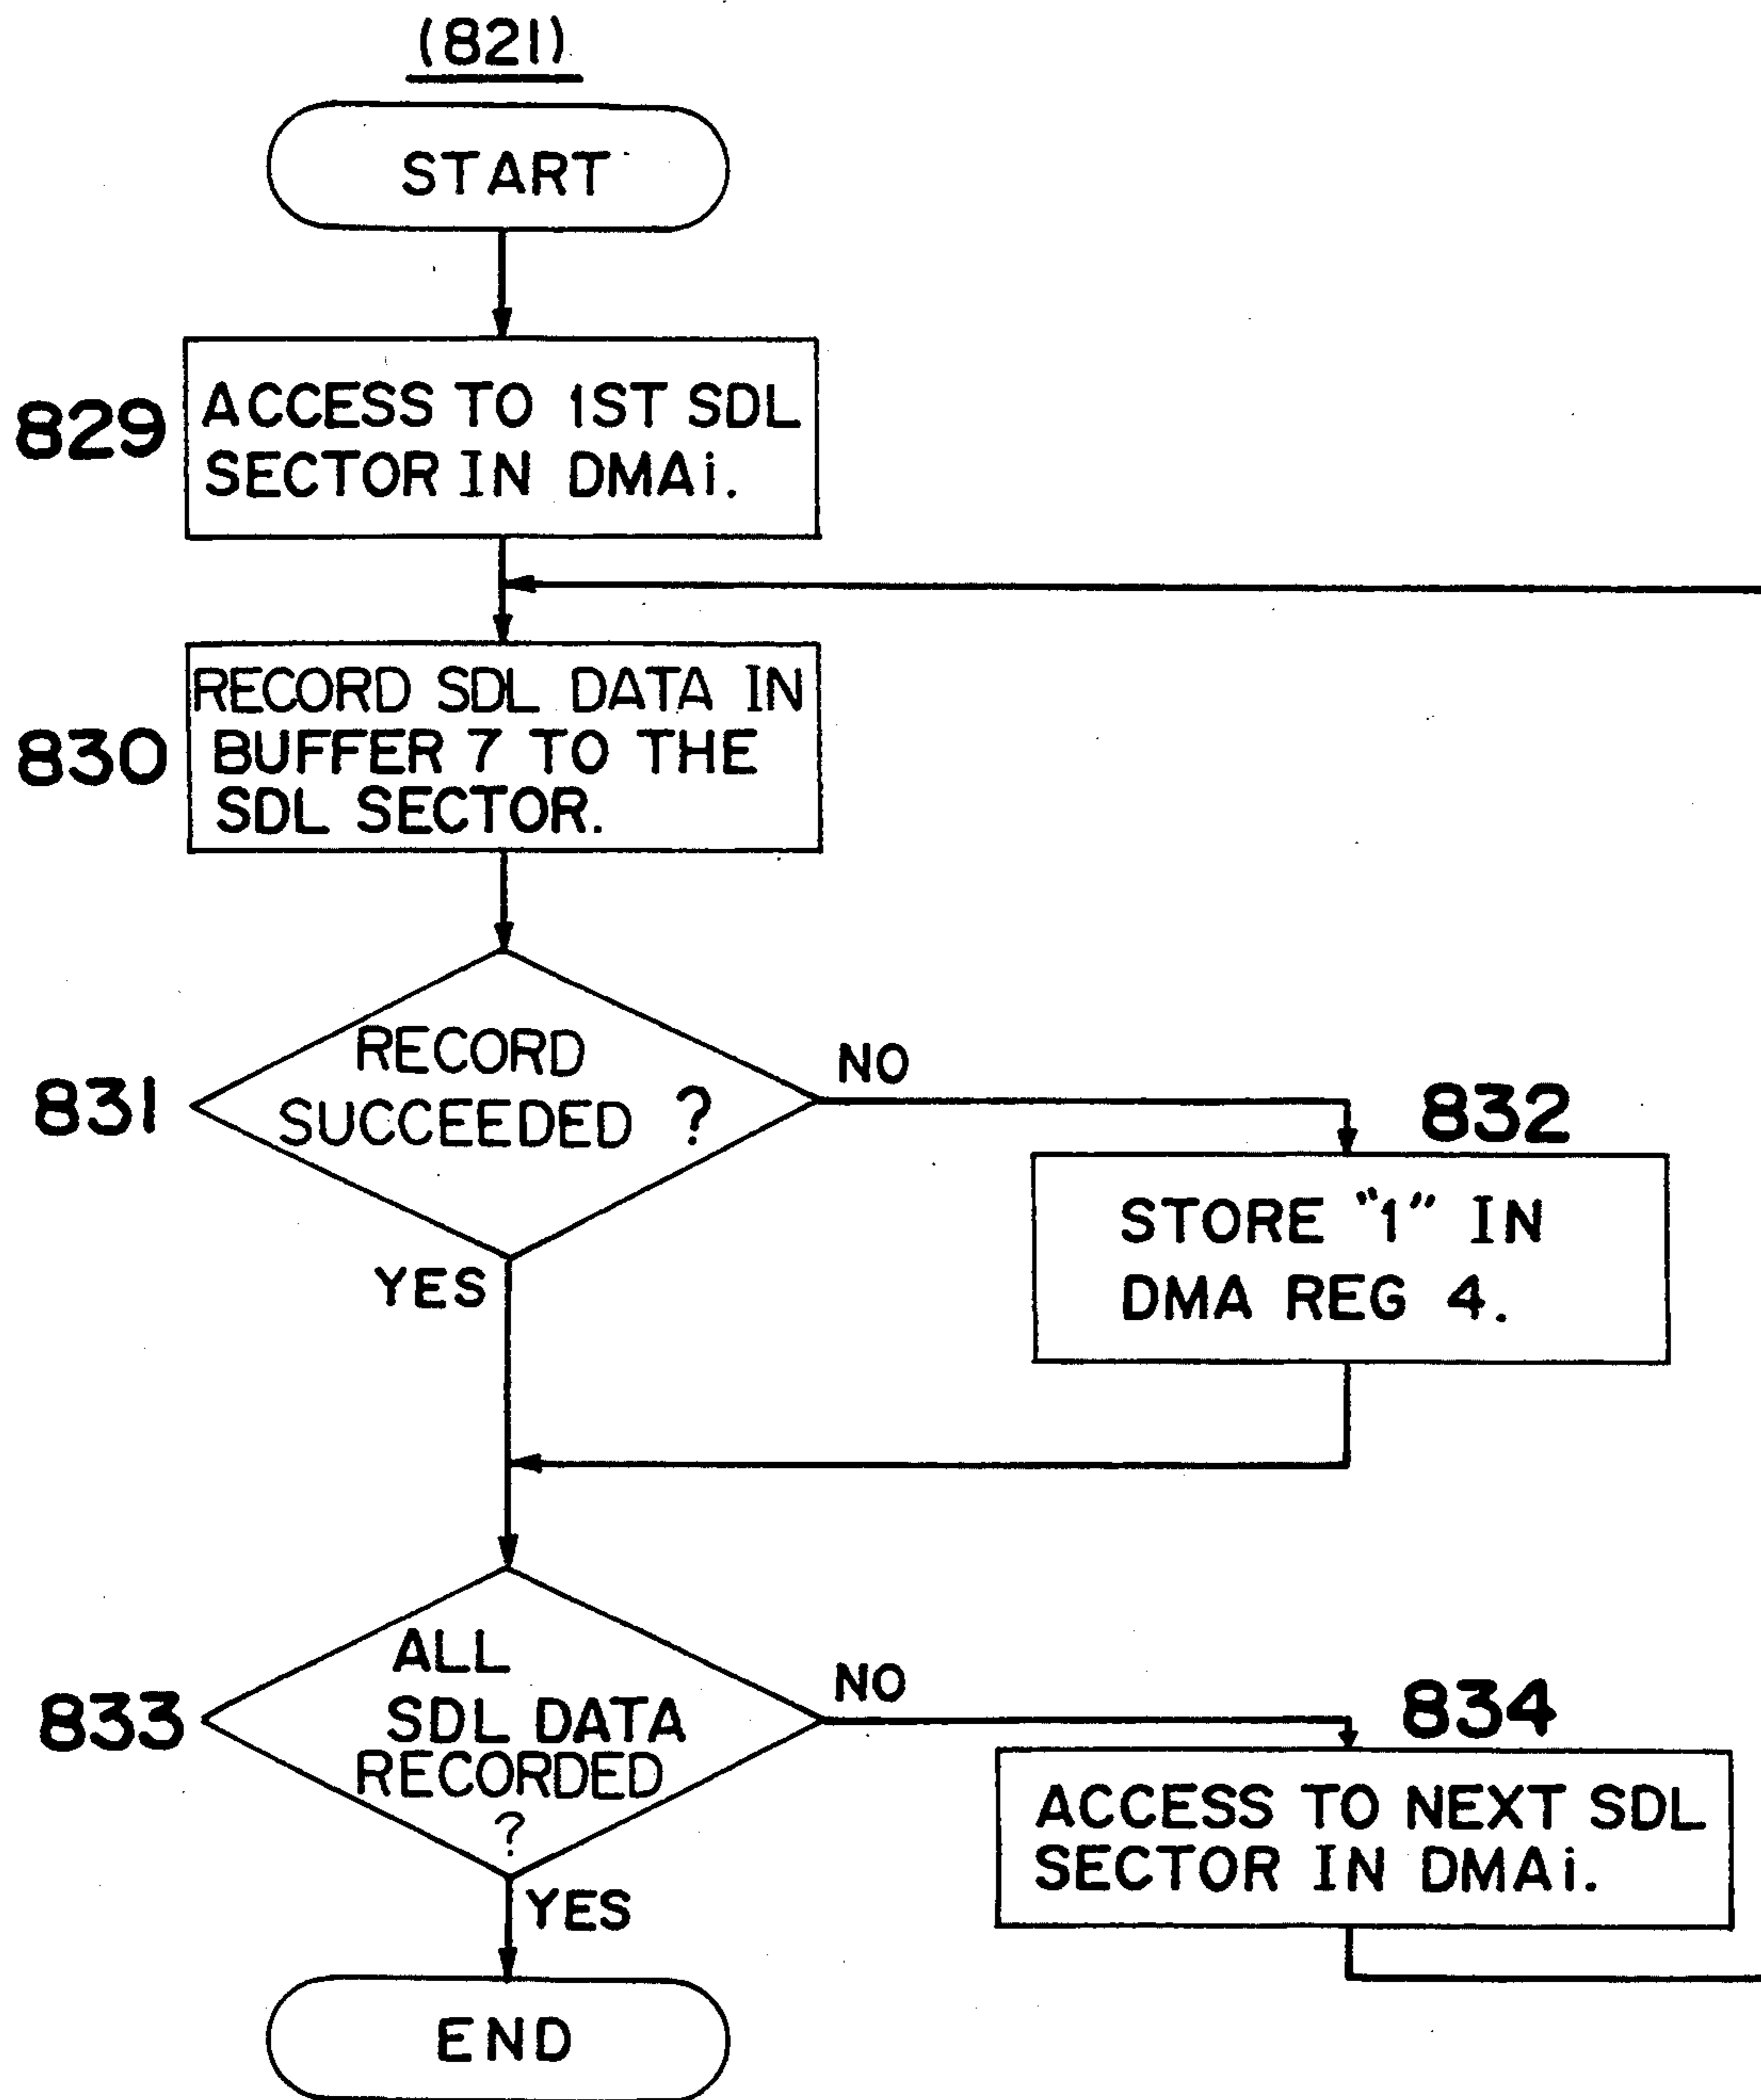 (821)
START
829
ACCESS TO 1ST SDL
SECTOR IN DMAi.
830
RECORD SDL DATA IN
BUFFER 7 TO THE
SDL SECTOR.
831
RECORD
SUCCEEDED ?
NO
YES
832
STORE "1" IN
DMA REG 4.
833
ALL
SDL DATA
RECORDED
?
NO
YES
834
ACCESS TO NEXT SDL
SECTOR IN DMAi.
END